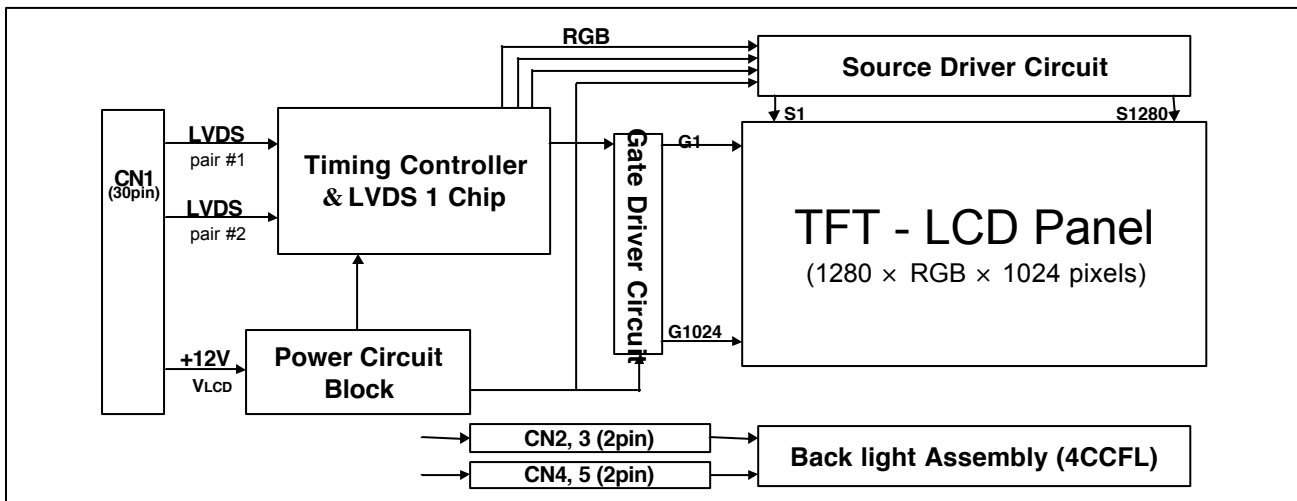 RGB
Source Driver Circuit
S1
S1280
CN1
(30pin)
LVDS
pair #1
LVDS
pair #2
Timing Controller
& LVDS 1 Chip
Gate Driver Circuit
G1
G1024
TFT - LCD Panel
(1280 × RGB × 1024 pixels)
+12V
VLCD
Power Circuit
Block
CN2, 3 (2pin)
CN4, 5 (2pin)
Back light Assembly (4CCFL)